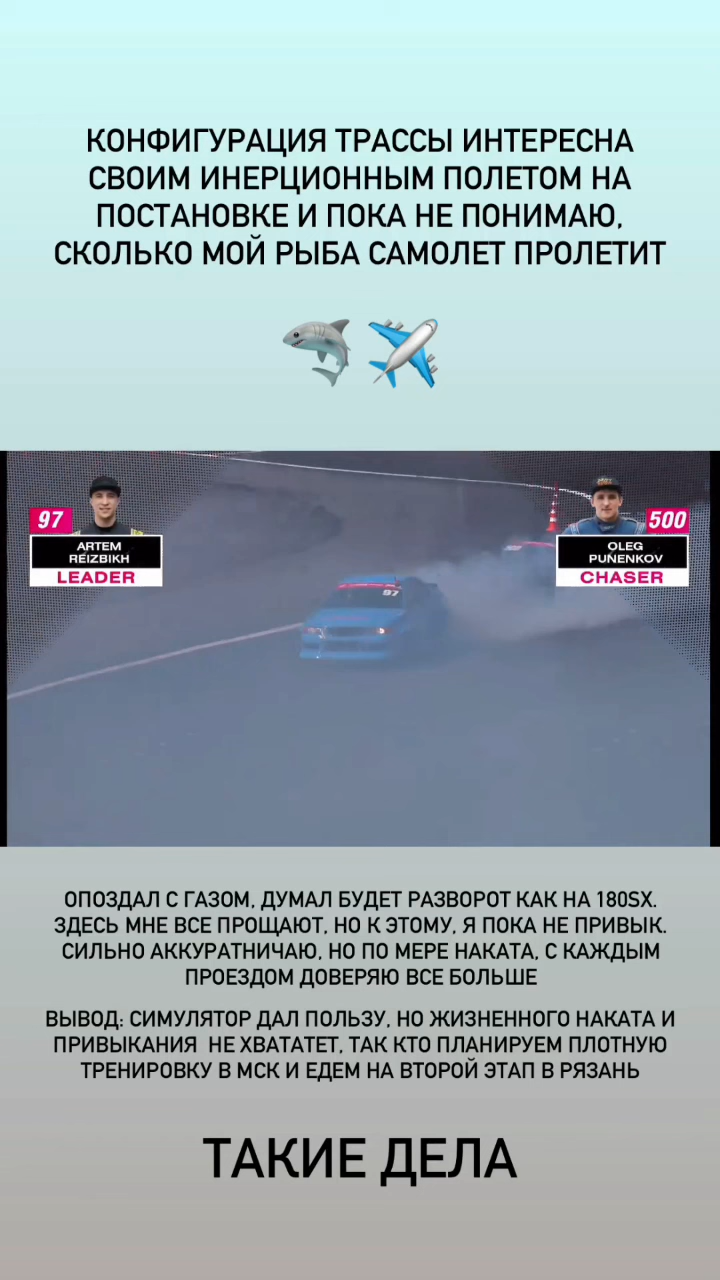 КОНФИГУРАЦИЯ ТРАССЫ ИНТЕРЕСНА
СВОИМ ИНЕРЦИОННЫМ ПОЛЕТОМ НА
ПОСТАНОВКЕ И ПОКА НЕ ПОНИМАЮ,
СКОЛЬКО МОЙ РЫБА САМОЛЕТ ПРОЛЕТИТ
97
ARTEM
REIZBIKH
LEADER
500
OLEG
PUNENKOV
CHASER
97
ОПОЗДАЛ С ГАЗОМ, ДУМАЛ БУДЕТ РАЗВОРОТ КАК НА 180SX.
ЗДЕСЬ МНЕ ВСЕ ПРОЩАЮТ, НО К ЭТОМУ, Я ПОКА НЕ ПРИВЫК.
СИЛЬНО АККУРАТНИЧАЮ, НО ПО МЕРЕ НАКАТА, С КАЖДЫМ
ПРОЕЗДОМ ДОВЕРЯЮ ВСЕ БОЛЬШЕ
ВЫВОД: СИМУЛЯТОР ДАЛ ПОЛЬЗУ, НО ЖИЗНЕННОГО НАКАТА И
ПРИВЫКАНИЯ НЕ ХВАТАТЕТ, ТАК КТО ПЛАНИРУЕМ ПЛОТНУЮ
ТРЕНИРОВКУ В МСК И ЕДЕМ НА ВТОРОЙ ЭТАП В РЯЗАНЬ
ТАКИЕ ДЕЛА